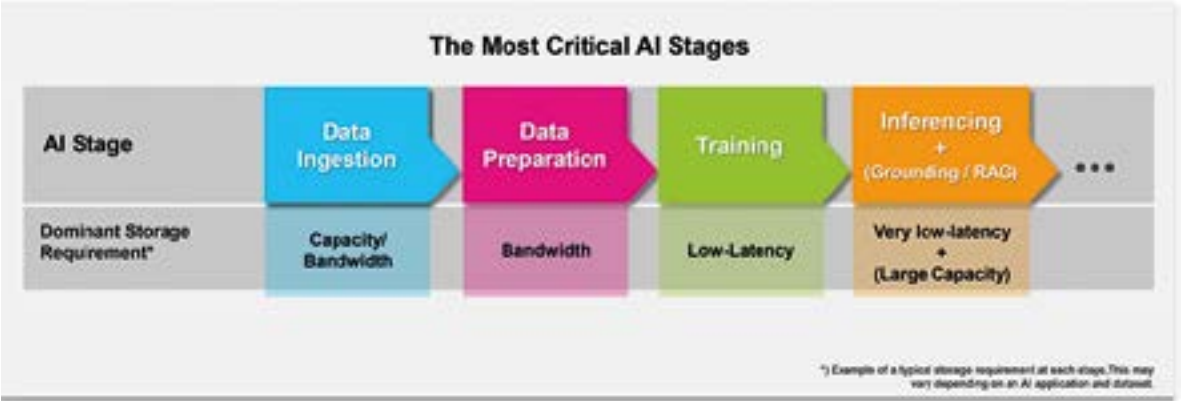 The Most Critical AI Stages
AI Stage
Data
Ingestion
Data
Preparation
Training
Inferencing
+
(Grounding / RAG)
•••
Dominant Storage
Requirement*
Capacity/
Bandwidth
Bandwidth
Low-Latency
Very low-latency
+
(Large Capacity)
*) Example of a typical storage requirement at each stage.This may
vary depending on an AI application and dataset.